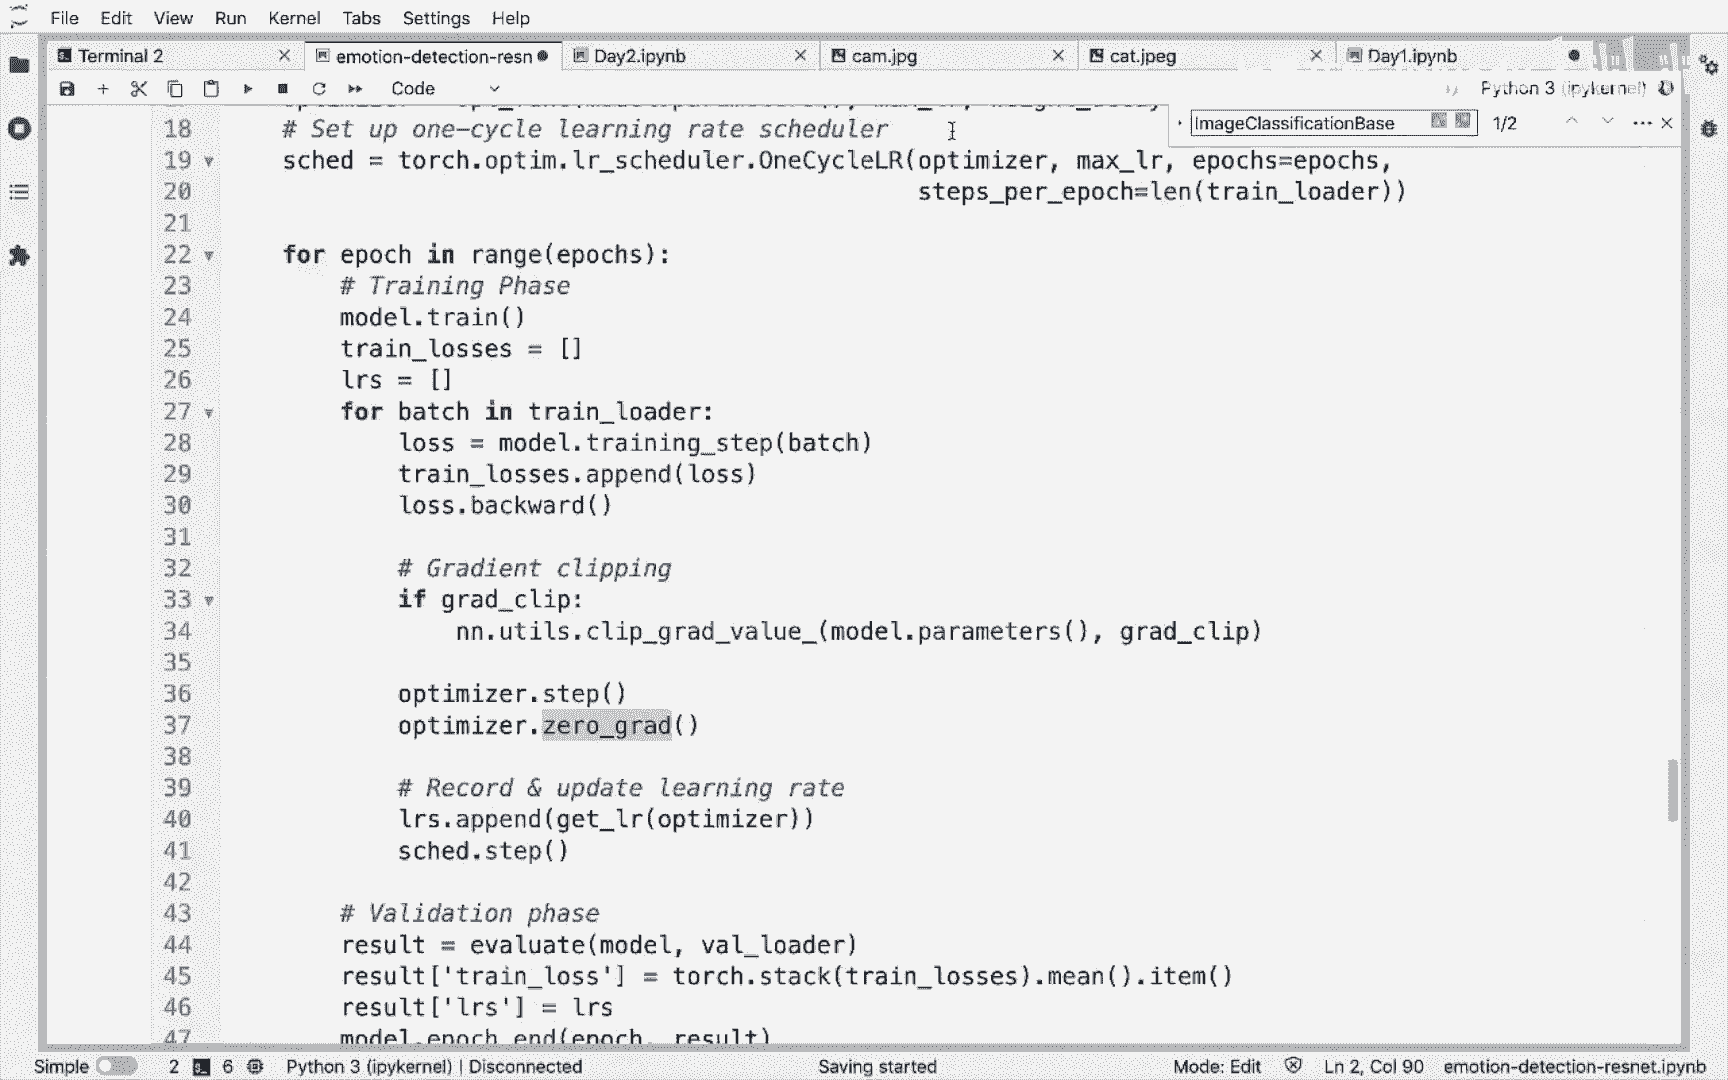 File Edit View Run Kernel Tabs Settings Help
Terminal 2 emotion-detection-resn Day2.ipynb cam.jpg cat.jpeg Day1.ipynb
Code Python 3 (ipykernel)
ImageClassificationBase 1/2
18 # Set up one-cycle learning rate scheduler
19 sched = torch.optim.lr_scheduler.OneCycleLR(optimizer, max_lr, epochs=epochs,
20 steps_per_epoch=len(train_loader))
21
22 for epoch in range(epochs):
23 # Training Phase
24 model.train()
25 train_losses = []
26 lrs = []
27 for batch in train_loader:
28 loss = model.training_step(batch)
29 train_losses.append(loss)
30 loss.backward()
31
32 # Gradient clipping
33 if grad_clip:
34 nn.utils.clip_grad_value_(model.parameters(), grad_clip)
35
36 optimizer.step()
37 optimizer.zero_grad()
38
39 # Record & update learning rate
40 lrs.append(get_lr(optimizer))
41 sched.step()
42
43 # Validation phase
44 result = evaluate(model, val_loader)
45 result['train_loss'] = torch.stack(train_losses).mean().item()
46 result['lrs'] = lrs
47 model.epoch_end(epoch, result)
Simple 2 6 Python 3 (ipykernel) | Disconnected Saving started Mode: Edit Ln 2, Col 90 emotion-detection-resnet.ipynb